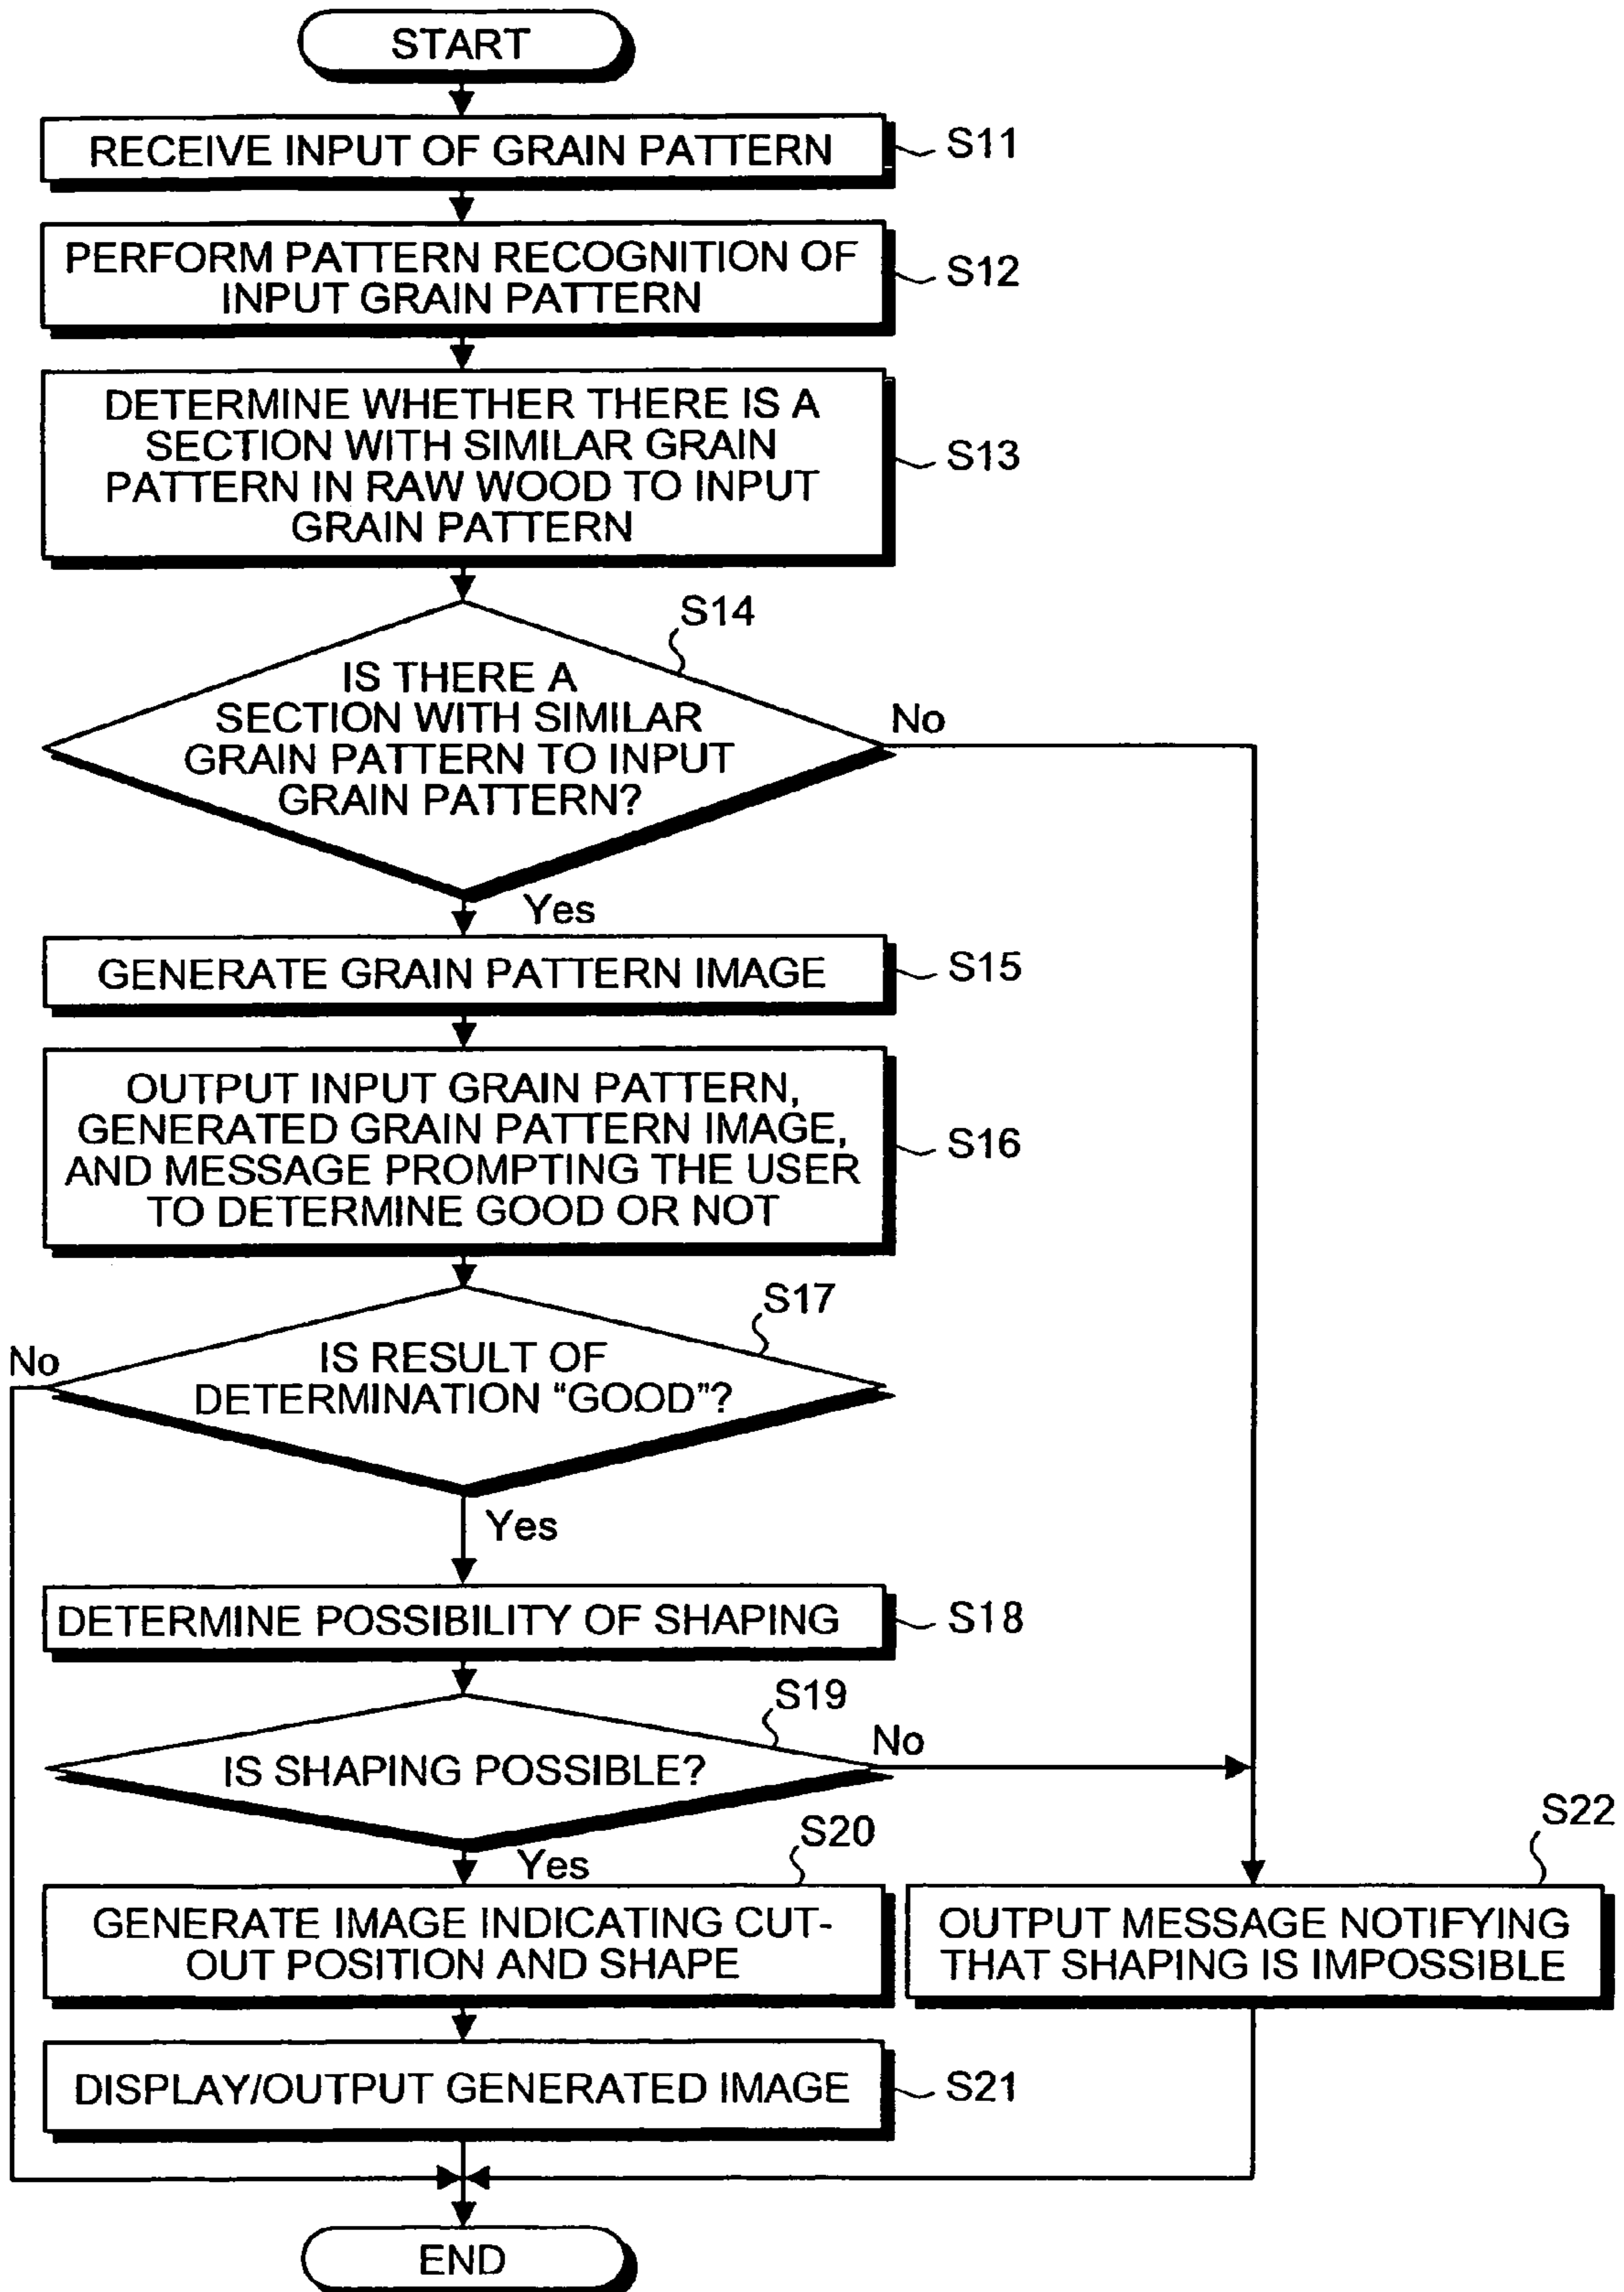 START
RECEIVE INPUT OF GRAIN PATTERN
S11
PERFORM PATTERN RECOGNITION OF
INPUT GRAIN PATTERN
S12
DETERMINE WHETHER THERE IS A
SECTION WITH SIMILAR GRAIN
PATTERN IN RAW WOOD TO INPUT
GRAIN PATTERN
S13
S14
IS THERE A
SECTION WITH SIMILAR
GRAIN PATTERN TO INPUT
GRAIN PATTERN?
No
Yes
GENERATE GRAIN PATTERN IMAGE
S15
OUTPUT INPUT GRAIN PATTERN,
GENERATED GRAIN PATTERN IMAGE,
AND MESSAGE PROMPTING THE USER
TO DETERMINE GOOD OR NOT
S16
S17
No
IS RESULT OF
DETERMINATION “GOOD”?
Yes
DETERMINE POSSIBILITY OF SHAPING
S18
S19
IS SHAPING POSSIBLE?
No
Yes
S20
GENERATE IMAGE INDICATING CUT-
OUT POSITION AND SHAPE
S22
OUTPUT MESSAGE NOTIFYING
THAT SHAPING IS IMPOSSIBLE
DISPLAY/OUTPUT GENERATED IMAGE
S21
END